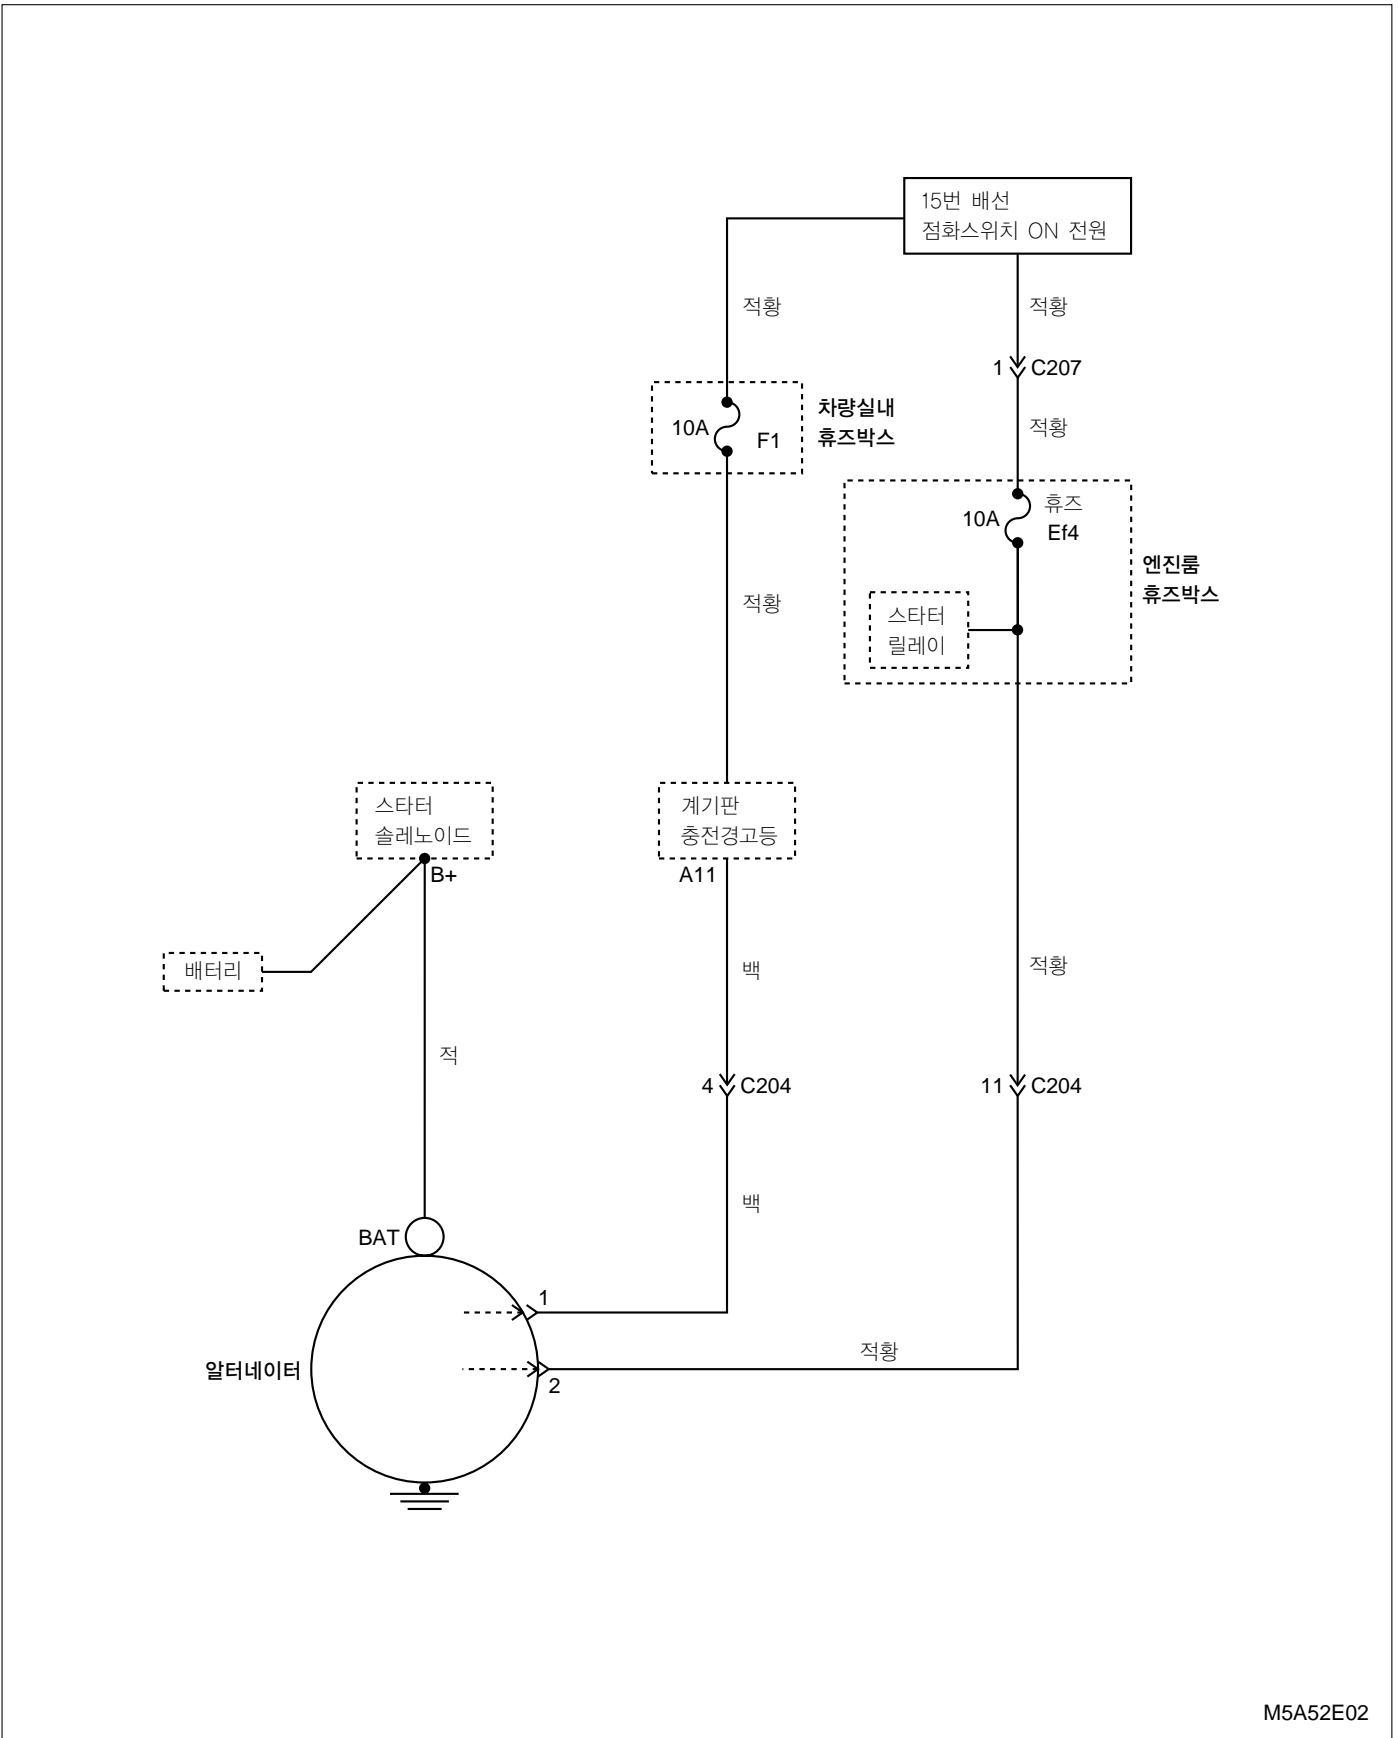 15번 배선
점화스위치 ON 전원
적황
적황
1
C207
차량실내
휴즈박스
10A
F1
적황
10A
휴즈
Ef4
엔진룸
휴즈박스
적황
스타터
릴레이
스타터
솔레노이드
B+
계기판
충전경고등
A11
배터리
백
적황
적
4
C204
11
C204
백
BAT
1
적황
알터네이터
2
M5A52E02